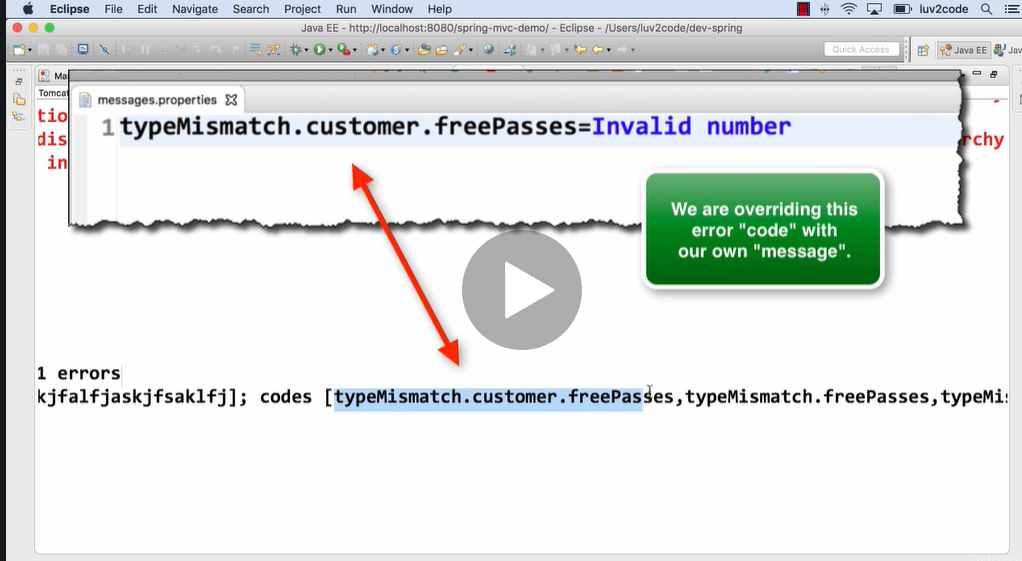 Eclipse File Edit Navigate Search Project Run Window Help luv2code
Java EE - http://localhost:8080/spring-mvc-demo/ - Eclipse - /Users/luv2code/dev-spring
Quick Access Java EE Jav
Ma
Tomcat
messages.properties
1 typeMismatch.customer.freePasses=Invalid number
tio
dis rchy
in
We are overriding this
error "code" with
our own "message".
1 errors
kjfalfjaskjfsaklfj]; codes [typeMismatch.customer.freePasses,typeMismatch.freePasses,typeMis